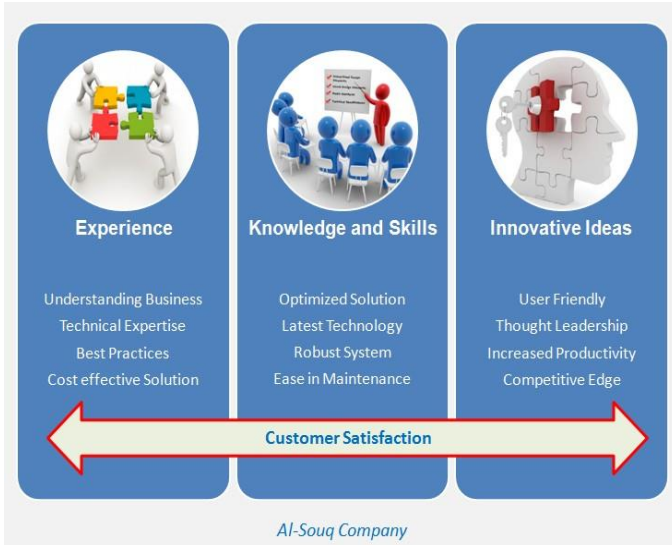 Experience
Understanding Business
Technical Expertise
Best Practices
Cost effective Solution
Knowledge and Skills
Optimized Solution
Latest Technology
Robust System
Ease in Maintenance
Innovative Ideas
User Friendly
Thought Leadership
Increased Productivity
Competitive Edge
Customer Satisfaction
Al-Souq Company